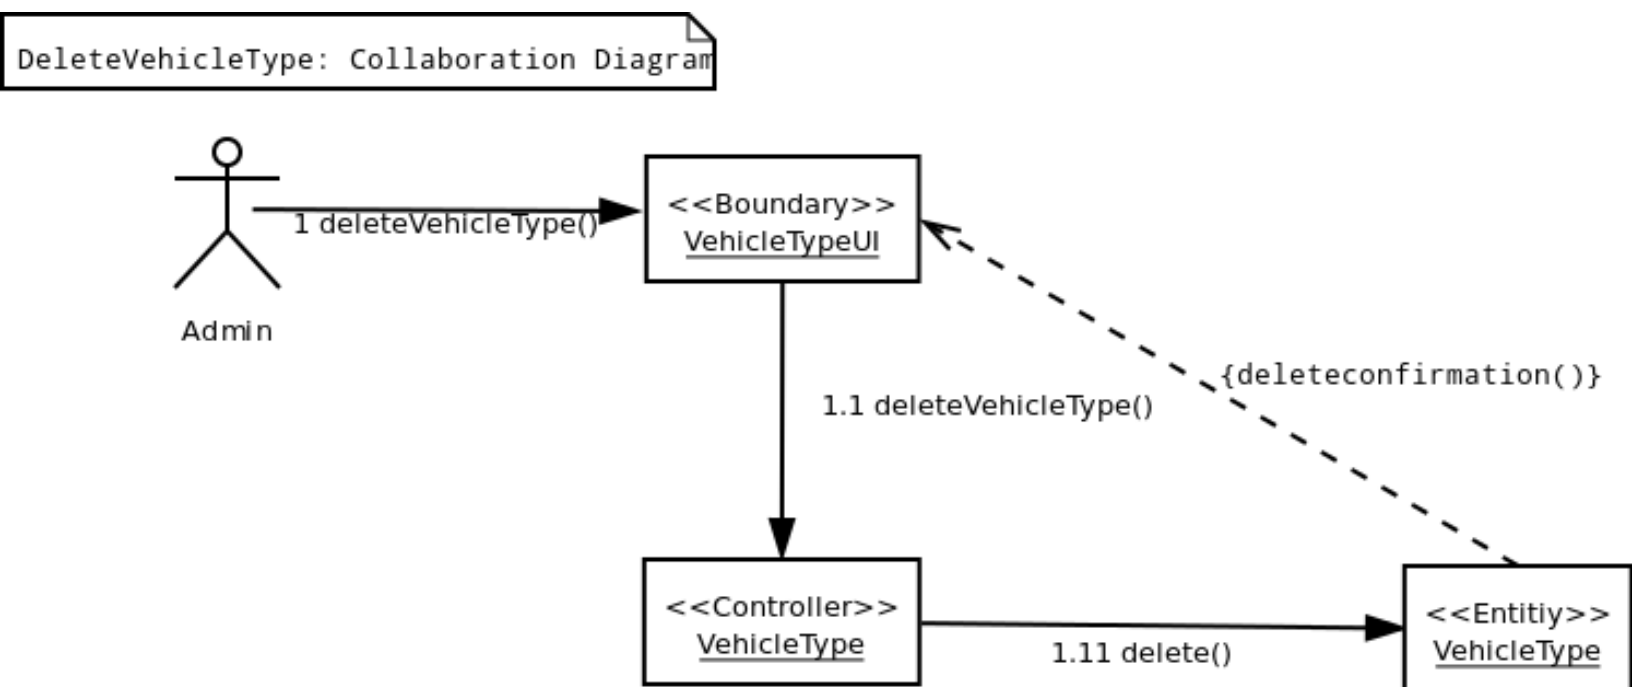 DeleteVehicleType: Collaboration Diagram
<<Boundary>>
VehicleTypeUI
1 deleteVehicleType()
Admin
{deleteconfirmation()}
1.1 deleteVehicleType()
<<Controller>>
VehicleType
<<Entitiy>>
VehicleType
1.11 delete()